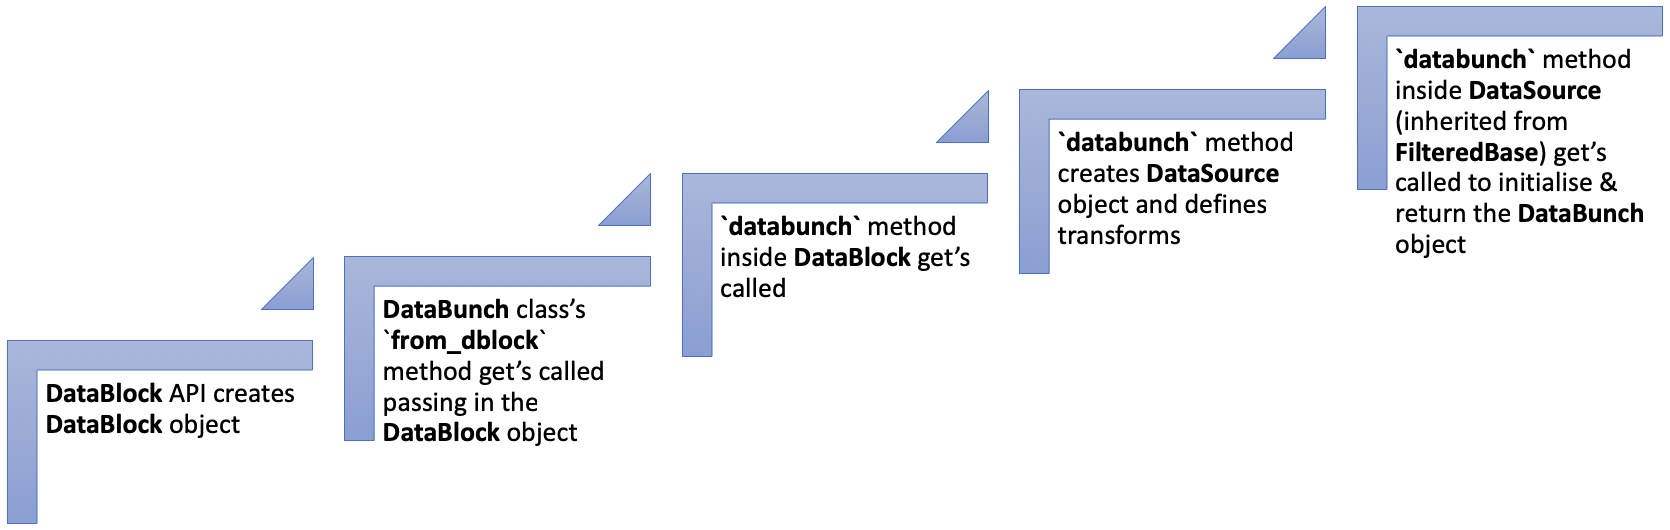 DataBlock API creates
DataBlock object
DataBunch class’s
`from_dblock`
method get’s called
passing in the
DataBlock object
`databunch` method
inside DataBlock get’s
called
`databunch` method
creates DataSource
object and defines
transforms
`databunch` method
inside DataSource
(inherited from
FilteredBase) get’s
called to initialise &
return the DataBunch
object